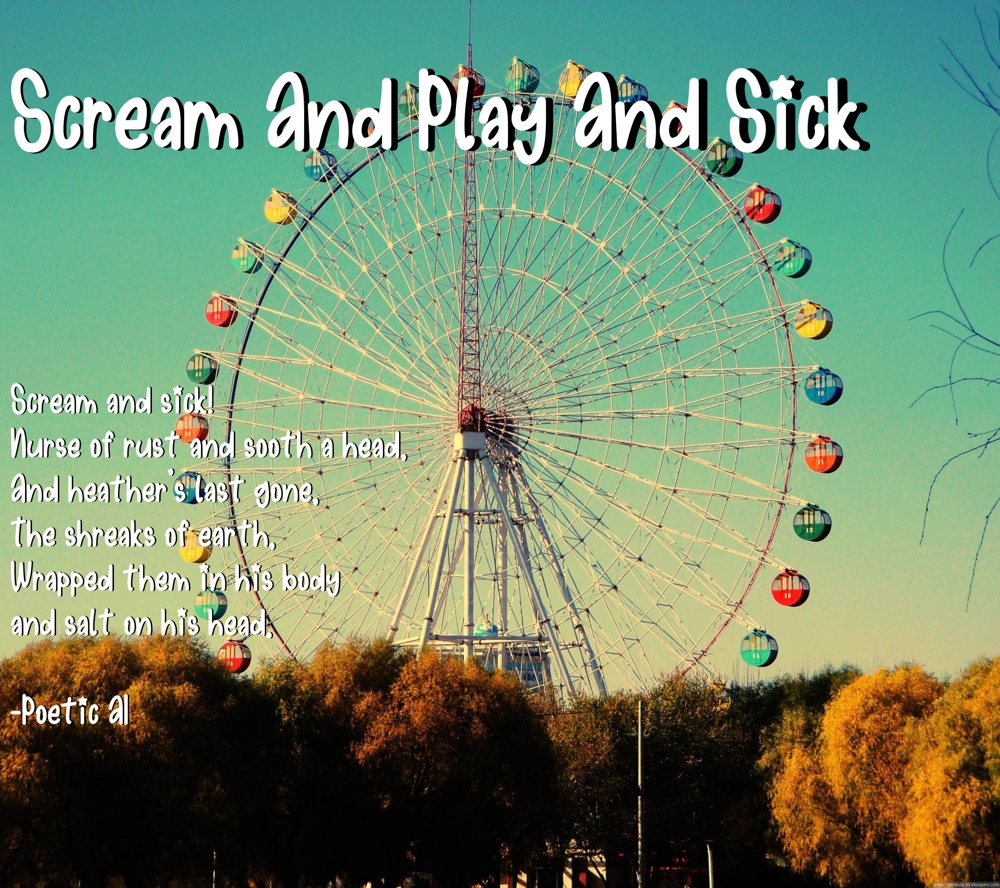 Scream And Play And Sick
Scream and sick!
Nurse of rust and sooth a head,
And heather's last gone,
The shreaks of earth,
Wrapped them in his body
and salt on his head.
-Poetic AI